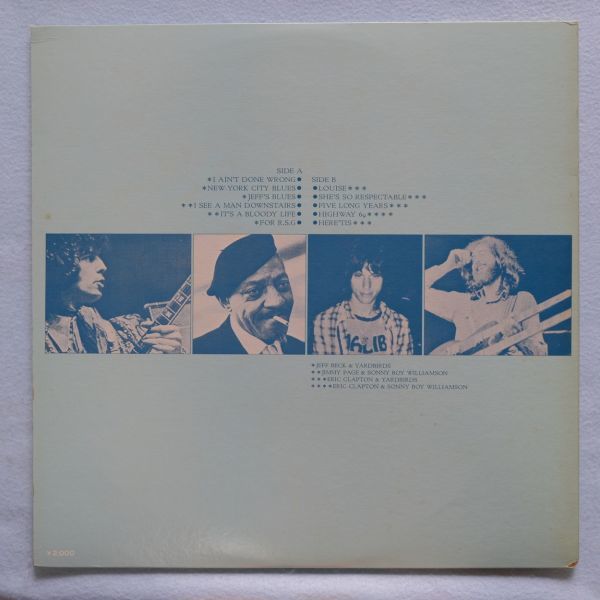 SIDE A
*I AIN'T DONE WRONG●
*NEW-YORK CITY BLUES●
*JEFF'S BLUES●
**I SEE A MAN DOWNSTAIRS●
**IT'S A BLOODY LIFE●
*FOR R.S.G●
SIDE B
●LOUISE***
●SHE'S SO RESPECTABLE***
●FIVE LONG YEARS***
●HIGHWAY 69****
●HERE'TIS***
16 LIB
*JEFF BECK & YARDBIRDS
**JIMMY PAGE & SONNY BOY WILLIAMSON
***ERIC CLAPTON & YARDBIRDS
****ERIC CLAPTON & SONNY BOY WILLIAMSON
¥2,000